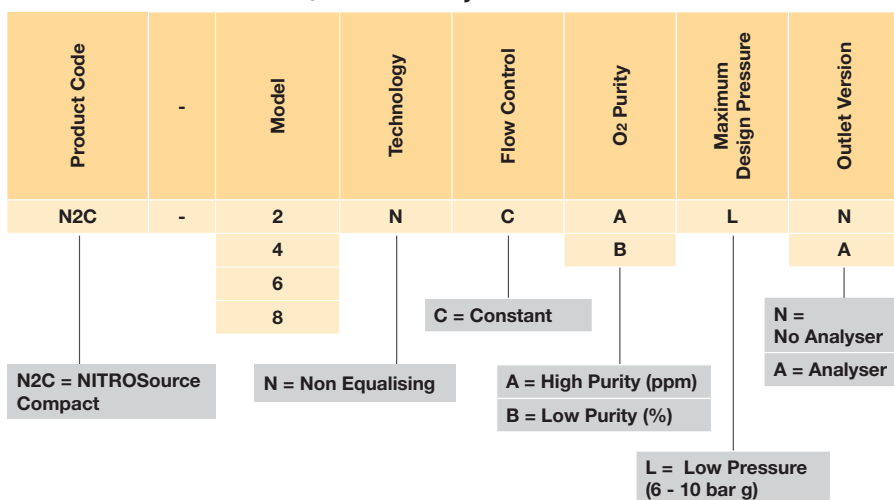 Product Code
-
Model
Technology
Flow Control
O2 Purity
Maximum
Design Pressure
Outlet Version
N2C - 2 N C A L N
4 B A
6
8
C = Constant
N =
No Analyser
A = Analyser
N2C = NITROSource
Compact
N = Non Equalising
A = High Purity (ppm)
B = Low Purity (%)
L = Low Pressure
(6 - 10 bar g)